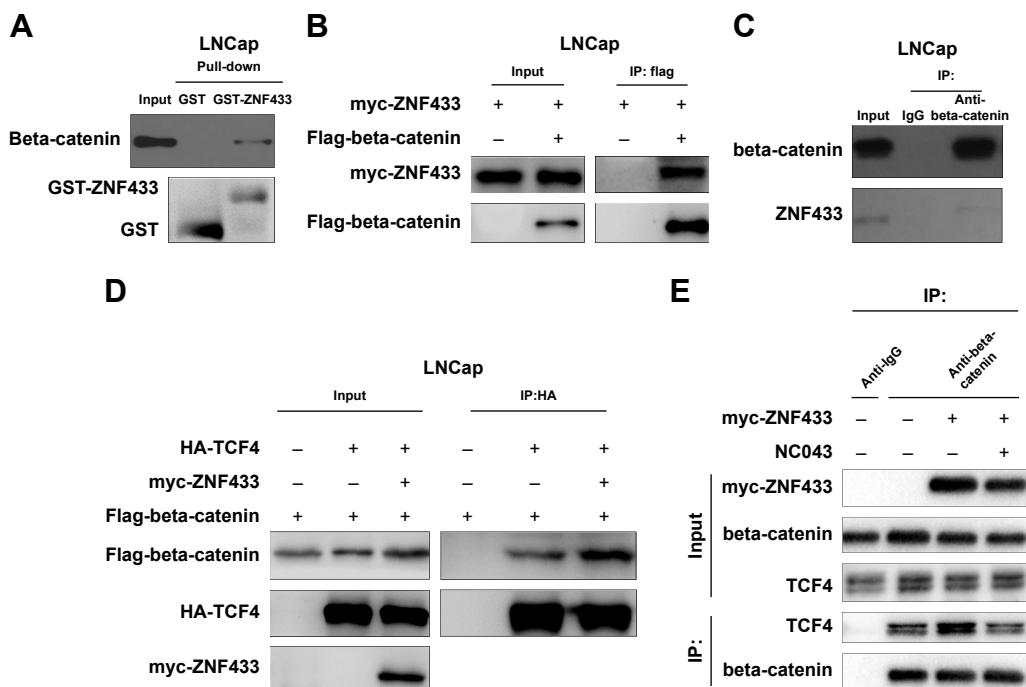 A
LNCap
Pull-down
Input GST GST-ZNF433
Beta-catenin
GST-ZNF433
GST
B
LNCap
Input IP: flag
myc-ZNF433 + + + +
Flag-beta-catenin – + – +
myc-ZNF433
Flag-beta-catenin
C
LNCap
IP:
Input IgG Anti-
beta-catenin
beta-catenin
ZNF433
D
LNCap
Input IP:HA
HA-TCF4 – + + – + +
myc-ZNF433 – – + – – +
Flag-beta-catenin + + + + + +
Flag-beta-catenin
HA-TCF4
myc-ZNF433
E
IP:
Anti-IgG Anti-beta-
catenin
myc-ZNF433 – – + +
NC043 – – – +
Input
myc-ZNF433
beta-catenin
TCF4
IP:
TCF4
beta-catenin